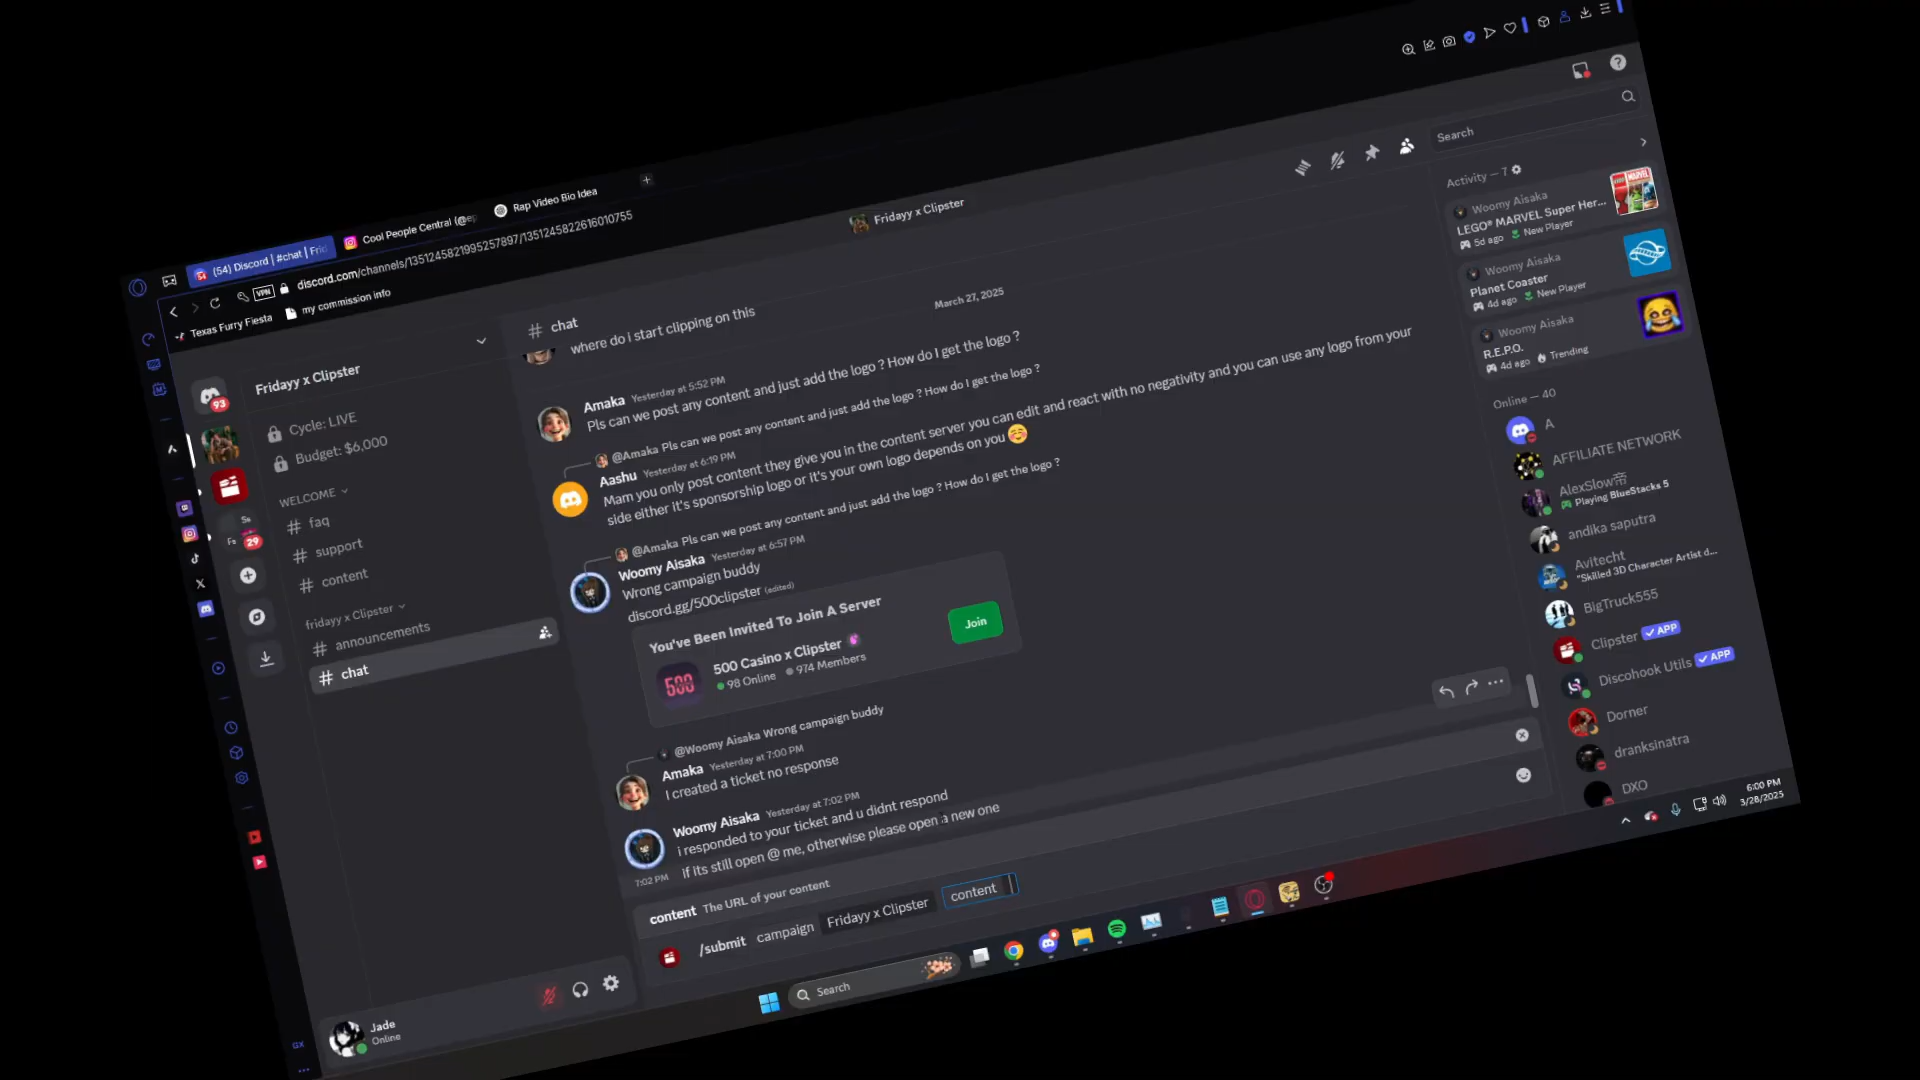 (54) Discord | #chat | Fri
Cool People Central (@ep
Rap Video Bio Idea
VPN
discord.com/channels/1351245821995257897/1351245822616010755
Texas Furry Fiesta
my commission info
Fridayy x Clipster
93
29
Fridayy x Clipster
Cycle: LIVE
Budget: $6,000
WELCOME
faq
support
content
fridayy x Clipster
announcements
chat
Jade
Online
GX
# chat
where do i start clipping on this
March 27, 2025
Amaka Yesterday at 5:52 PM
Pls can we post any content and just add the logo ? How do I get the logo ?
@Amaka Pls can we post any content and just add the logo ? How do I get the logo ?
Aashu Yesterday at 6:19 PM
Mam you only post content they give you in the content server you can edit and react with no negativity and you can use any logo from your
side either it's sponsorship logo or it's your own logo depends on you
@Amaka Pls can we post any content and just add the logo ? How do I get the logo ?
Woomy Aisaka Yesterday at 6:57 PM
Wrong campaign buddy
discord.gg/500clipster (edited)
You've Been Invited To Join A Server
500
500 Casino x Clipster
98 Online 974 Members
Join
@Woomy Aisaka Wrong campaign buddy
Amaka Yesterday at 7:00 PM
I created a ticket no response
Woomy Aisaka Yesterday at 7:02 PM
i responded to your ticket and u didnt respond
7:02 PM if its still open @ me, otherwise please open a new one
content The URL of your content
/submit campaign Fridayy x Clipster content
Search
Activity — 7
Woomy Aisaka
LEGO® MARVEL Super Her...
5d ago New Player
Woomy Aisaka
Planet Coaster
4d ago New Player
Woomy Aisaka
R.E.P.O.
4d ago Trending
Online — 40
A
AFFILIATE NETWORK
AlexSlow帝
Playing BlueStacks 5
andika saputra
Avitecht
"Skilled 3D Character Artist d...
BigTruck555
Clipster APP
Discohook Utils APP
Dorner
dranksinatra
DXO
Search
6:00 PM
3/28/2025